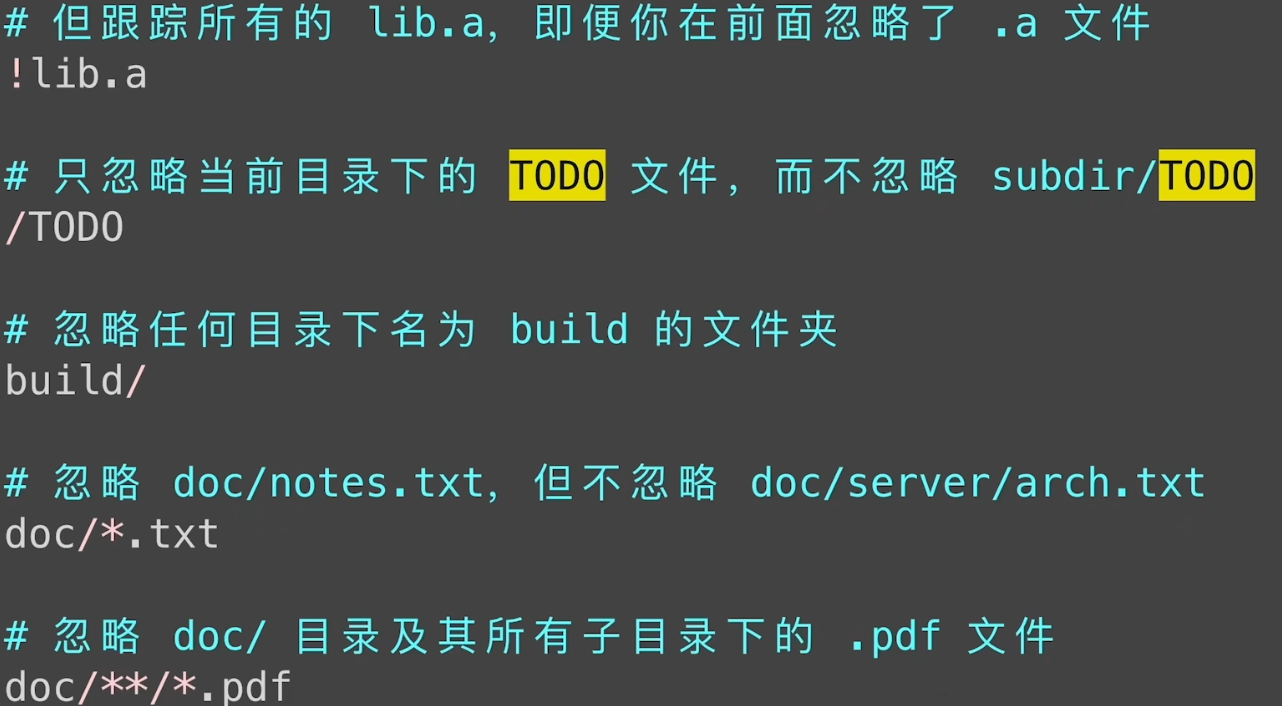 # 但跟踪所有的 lib.a，即便你在前面忽略了 .a 文件
!lib.a
# 只忽略当前目录下的 TODO 文件，而不忽略 subdir/TODO
/TODO
# 忽略任何目录下名为 build 的文件夹
build/
# 忽略 doc/notes.txt，但不忽略 doc/server/arch.txt
doc/*.txt
# 忽略 doc/ 目录及其所有子目录下的 .pdf 文件
doc/**/*.pdf